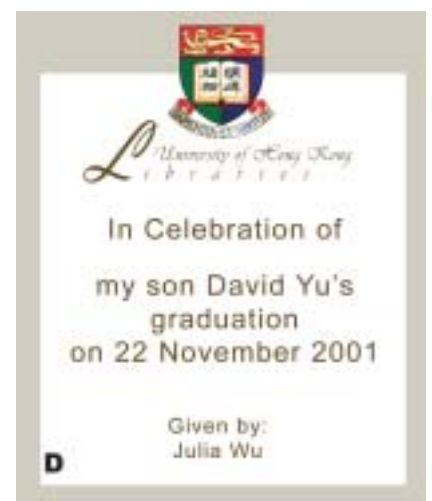 University of Hong Kong
Libraries
In Celebration of
my son David Yu's
graduation
on 22 November 2001
Given by:
Julia Wu
D